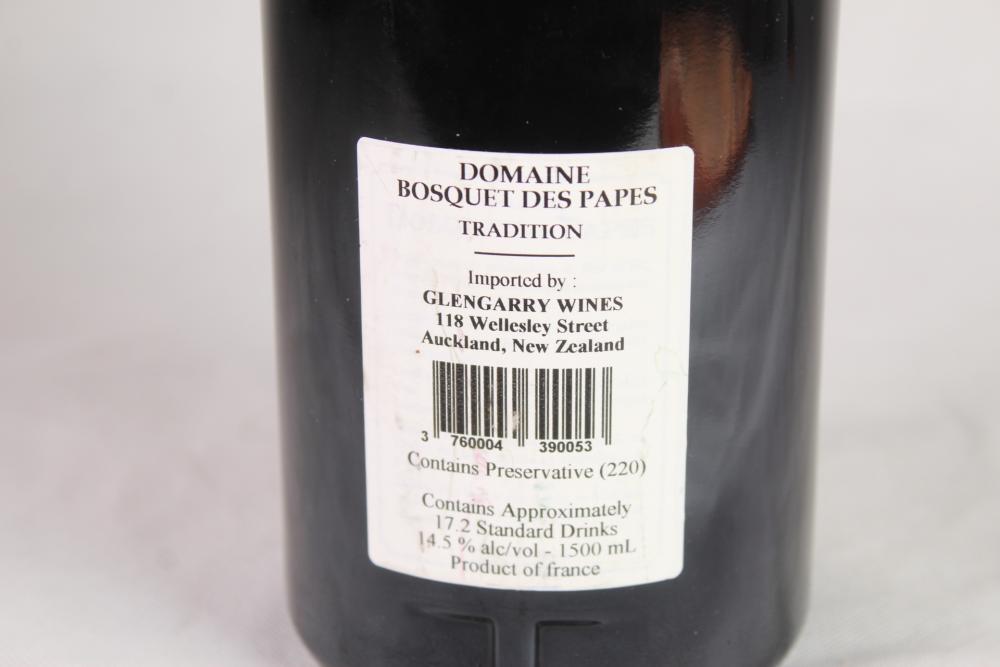 DOMAINE
BOSQUET DES PAPES
TRADITION
Imported by :
GLENGARRY WINES
118 Wellesley Street
Auckland, New Zealand
3 760004 390053
Contains Preservative (220)
Contains Approximately
17.2 Standard Drinks
14.5 % alc/vol - 1500 mL
Product of france